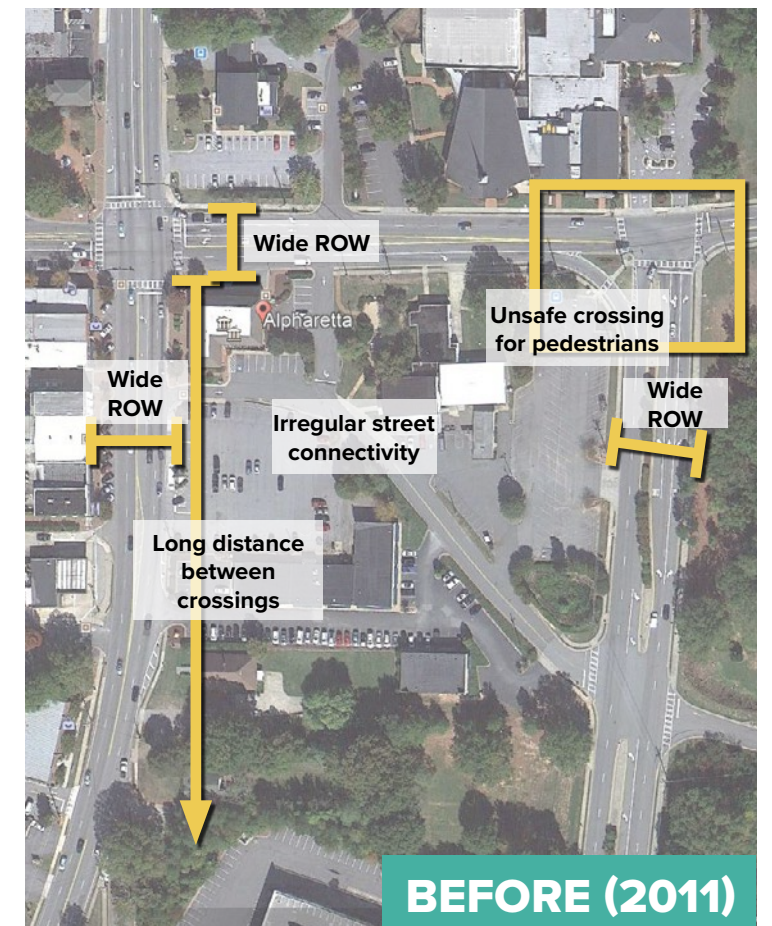 Wide ROW
Alpharetta
Unsafe crossing
for pedestrians
Wide
ROW
Wide
ROW
Irregular street
connectivity
Long distance
between
crossings
BEFORE (2011)